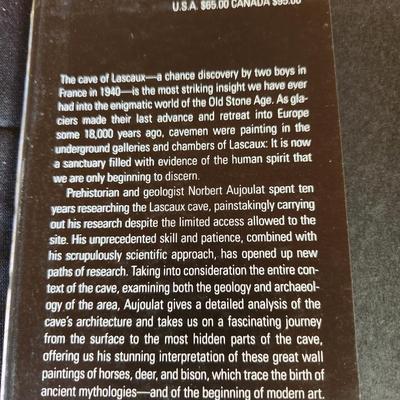 U.S.A. $65.00 CANADA $95.00
The cave of Lascaux—a chance discovery by two boys in
France in 1940—is the most striking insight we have ever
had into the enigmatic world of the Old Stone Age. As gla-
ciers made their last advance and retreat into Europe
some 18,000 years ago, cavemen were painting in the
underground galleries and chambers of Lascaux: It is now
a sanctuary filled with evidence of the human spirit that
we are only beginning to discern.
Prehistorian and geologist Norbert Aujoulat spent ten
years researching the Lascaux cave, painstakingly carrying
out his research despite the limited access allowed to the
site. His unprecedented skill and patience, combined with
his scrupulously scientific approach, has opened up new
paths of research. Taking into consideration the entire con-
text of the cave, examining both the geology and archaeol-
ogy of the area, Aujoulat gives a detailed analysis of the
cave's architecture and takes us on a fascinating journey
from the surface to the most hidden parts of the cave,
offering us his stunning interpretation of these great wall
paintings of horses, deer, and bison, which trace the birth of
ancient mythologies—and of the beginning of modern art.